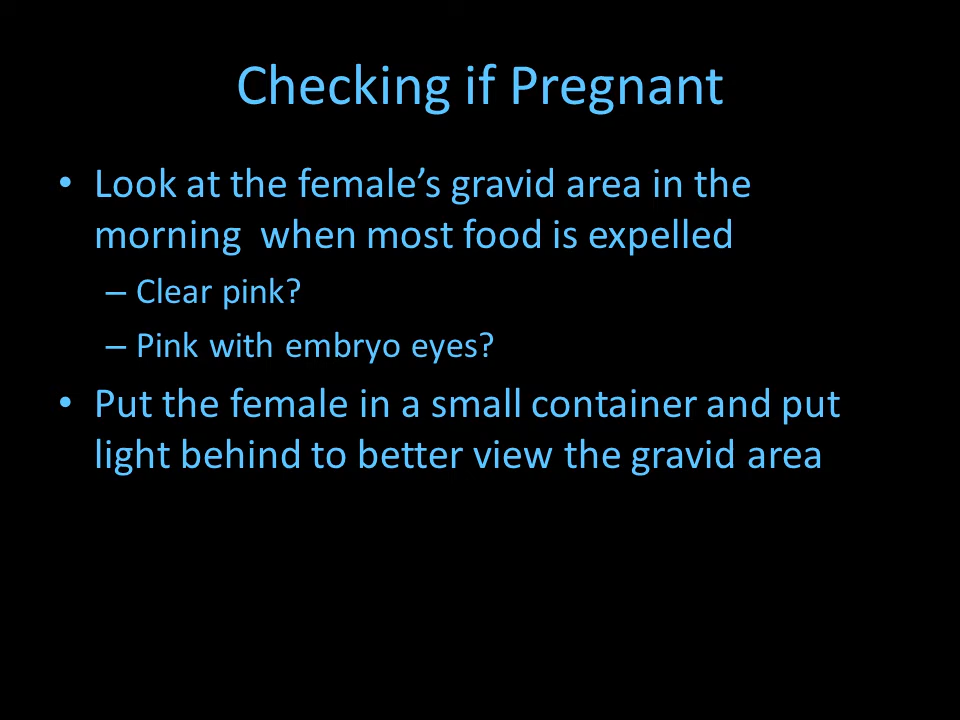 Checking if Pregnant
• Look at the female’s gravid area in the
morning  when most food is expelled
– Clear pink?
– Pink with embryo eyes?
• Put the female in a small container and put
light behind to better view the gravid area